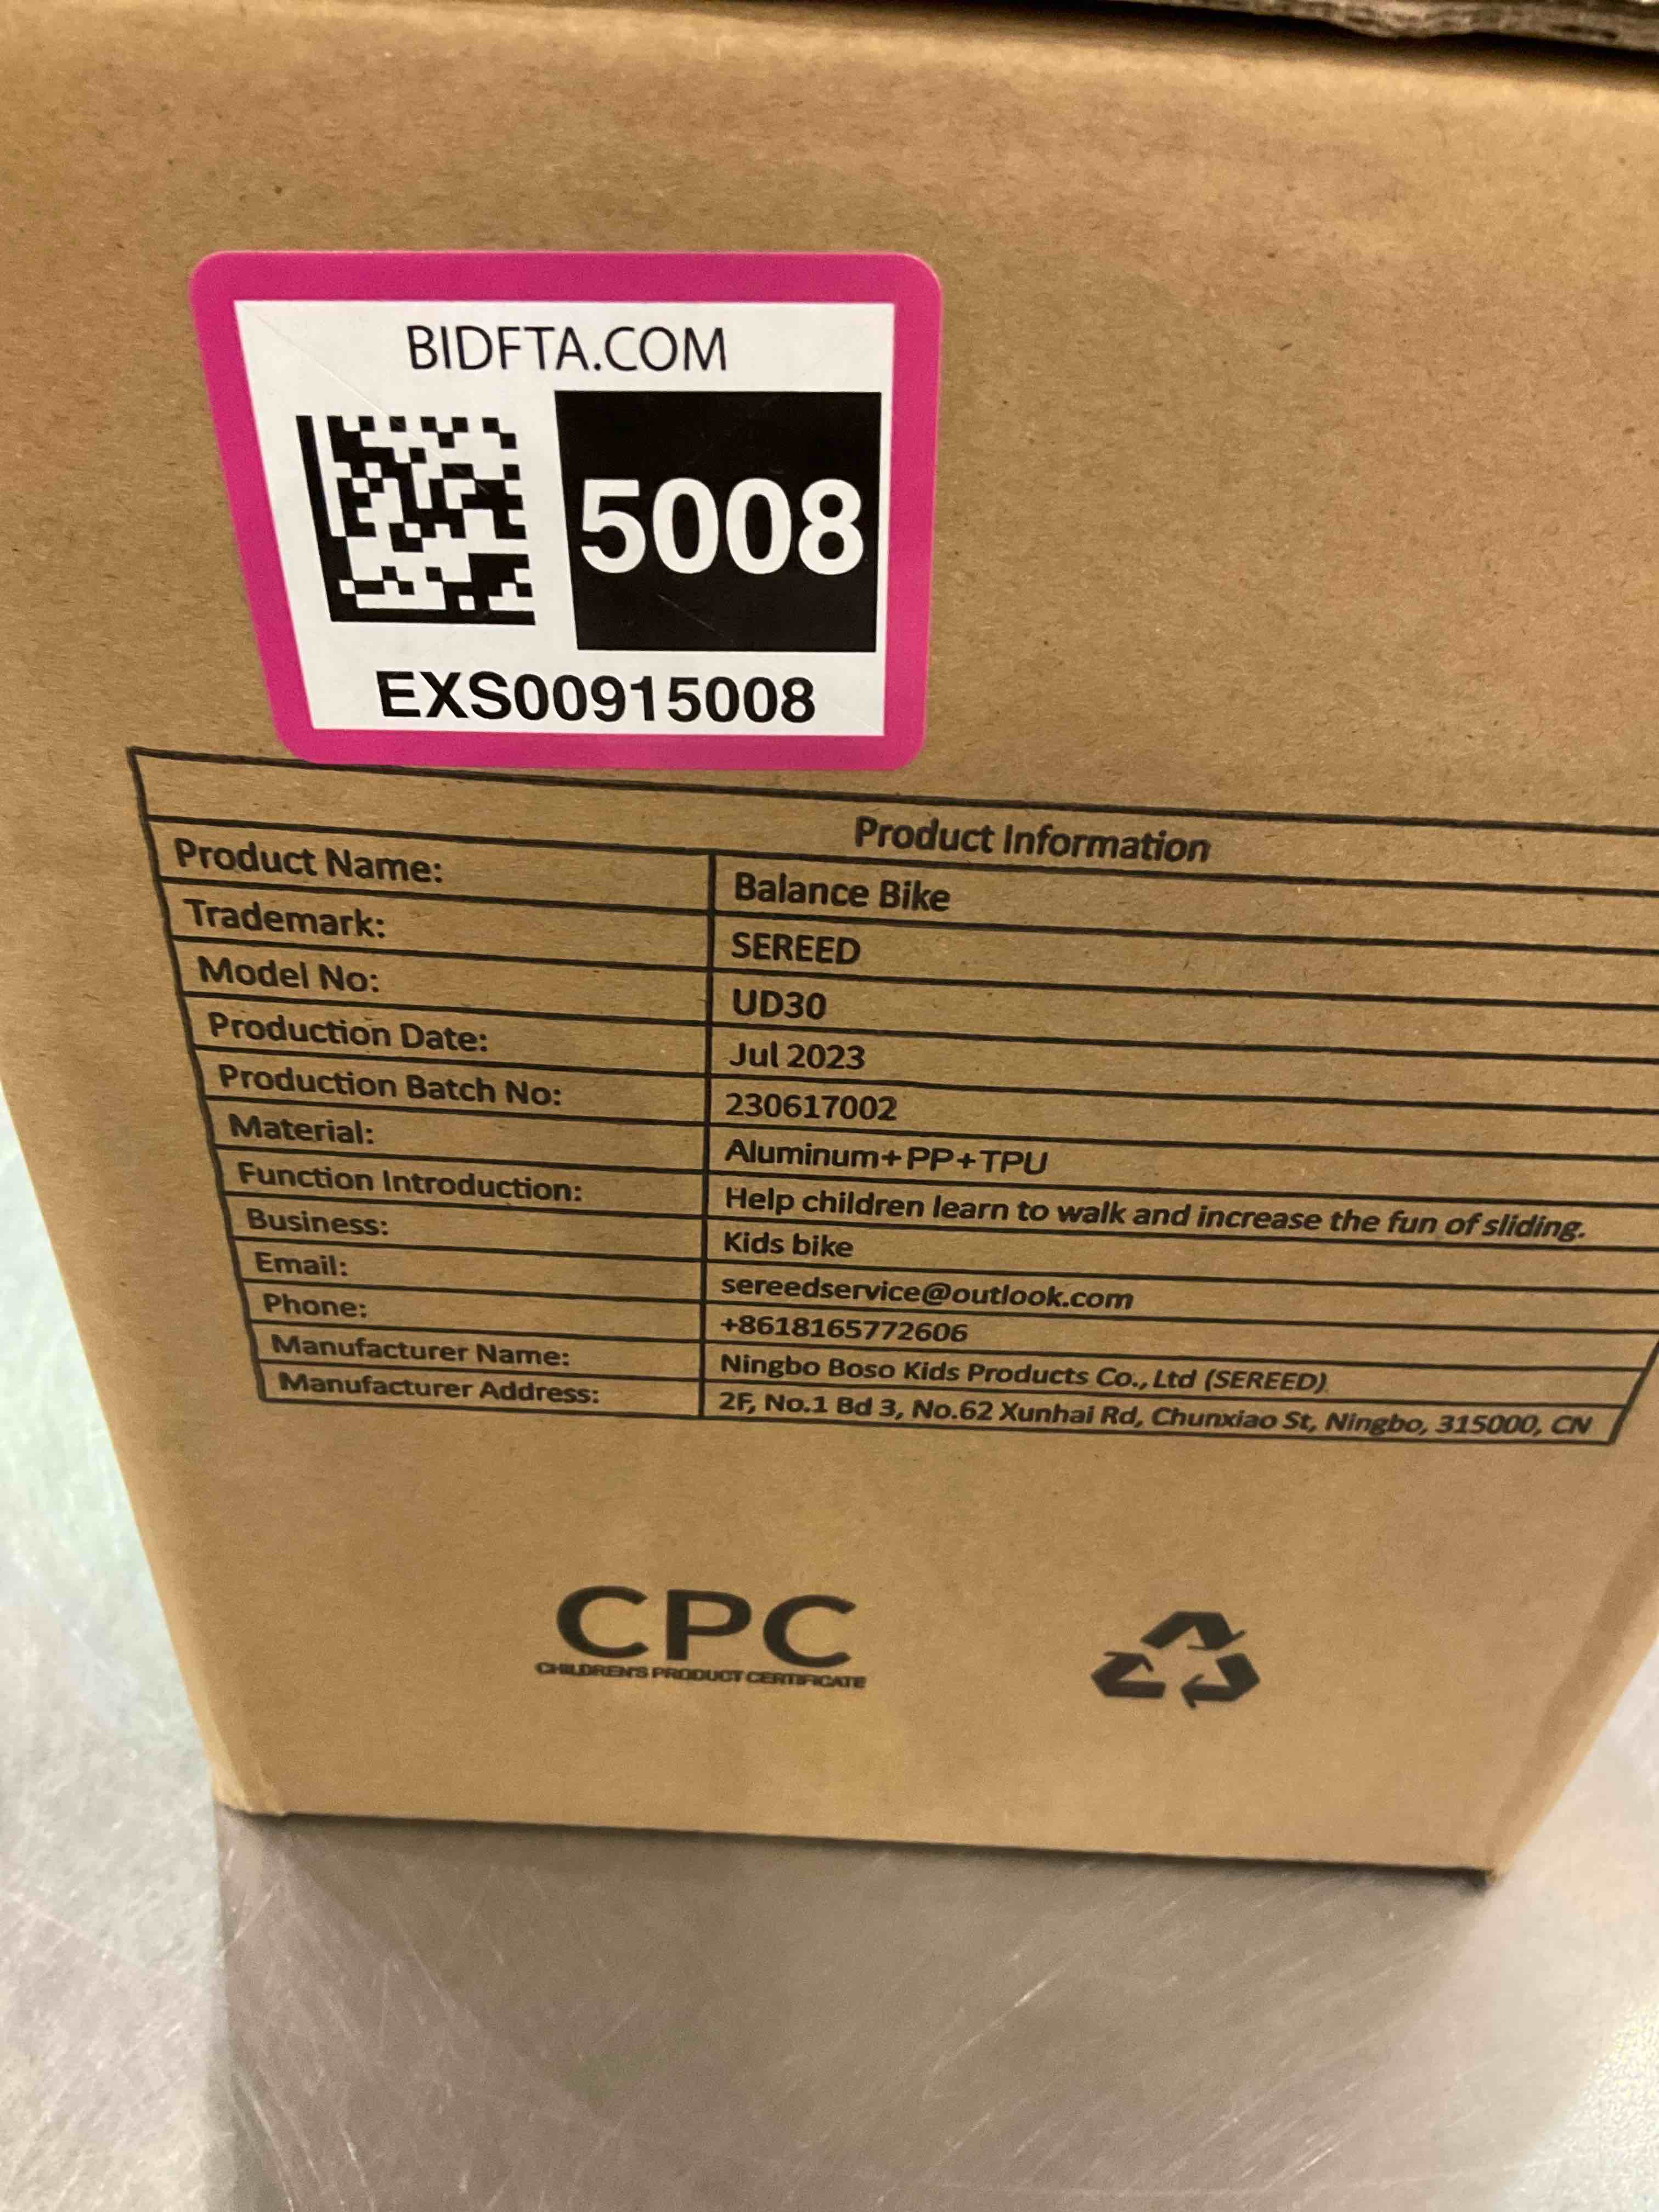 BIDFTA.COM
5008
EXS00915008
Product Information
Product Name: Balance Bike
Trademark: SEREED
Model No: UD30
Production Date: Jul 2023
Production Batch No: 230617002
Material: Aluminum+PP+TPU
Function Introduction: Help children learn to walk and increase the fun of sliding.
Business: Kids bike
Email: sereedservice@outlook.com
Phone: +8618165772606
Manufacturer Name: Ningbo Boso Kids Products Co., Ltd (SEREED)
Manufacturer Address: 2F, No.1 Bd 3, No.62 Xunhai Rd, Chunxiao St, Ningbo, 315000, CN
CPC
CHILDREN'S PRODUCT CERTIFICATE